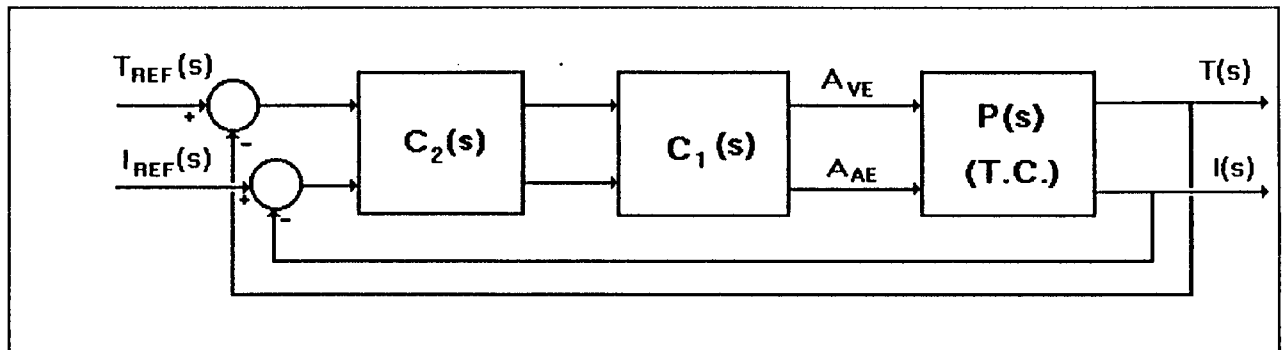 T_REF(s)
+
-
I_REF(s)
+
-
C_2(s)
C_1(s)
A_VE
A_AE
P(s)
(T.C.)
T(s)
I(s)